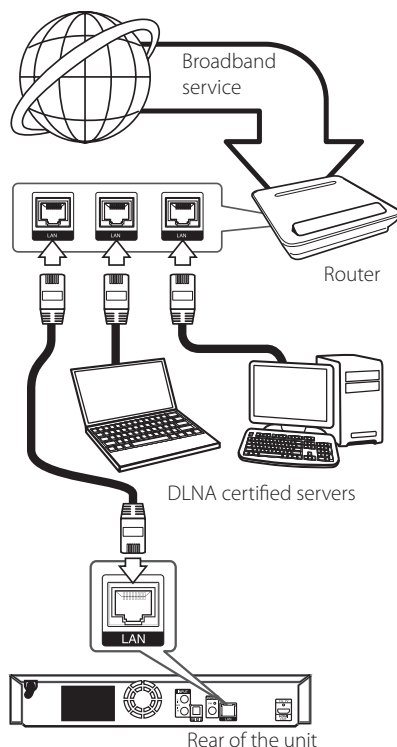 Broadband
service
LAN
LAN
LAN
Router
DLNA certified servers
LAN
Rear of the unit